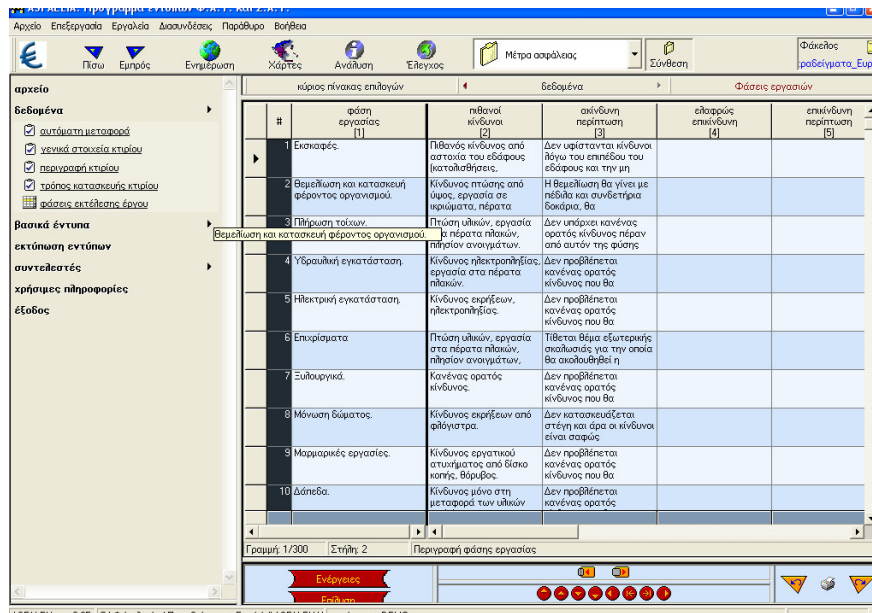 ASPALEIA: Πρόγραμμα εντύπων Φ.Α.Υ. και Σ.Α.Υ.
Αρχείο Επεξεργασία Εργαλεία Διασυνδέσεις Παράθυρο Βοήθεια
Πίσω Εμπρός Ενημέρωση Χάρτες Ανάλυση Έλεγχος Μέτρα ασφάλειας Σύνθεση Φάκελος
αραδείγματα_Ευρ
αρχείο
δεδομένα
αυτόματη μεταφορά
γενικά στοιχεία κτιρίου
περιγραφή κτιρίου
τρόπος κατασκευής κτιρίου
φάσεις εκτέλεσης έργου
βασικά έντυπα
εκτύπωση εντύπων
συντελεστές
χρήσιμες πληροφορίες
έξοδος
Θεμελίωση και κατασκευή φέροντος οργανισμού.
κύριος πίνακας επιλογών δεδομένα Φάσεις εργασιών
# φάση εργασίας [1] πιθανοί κίνδυνοι [2] ακίνδυνη περίπτωση [3] ελαφρώς επικίνδυνη [4] επικίνδυνη περίπτωση [5]
1 Εκσκαφές. Πιθανός κίνδυνος από Δεν υφίστανται κίνδυνοι
αστοχία του εδάφους λόγω του επιπέδου του
(κατολισθήσεις, εδάφους και την μη
2 Θεμελίωση και κατασκευή Κίνδυνος πτώσης από Η θεμελίωση θα γίνει με
φέροντος οργανισμού. ύψος, εργασία σε πέδιλα και συνδετήρια
ικριώματα, πέρατα δοκάρια, θα
3 Πλήρωση τοίχων. Πτώση υλικών, εργασία Δεν υπάρχει κανένας
πέρατα πλακών, ορατός κίνδυνος πέραν
πλησίον ανοιγμάτων. από αυτόν της φύσης
4 Υδραυλική εγκατάσταση. Κίνδυνος ηλεκτροπληξίας, Δεν προβλέπεται
εργασία στα πέρατα κανένας ορατός
πλακών. κίνδυνος που θα
5 Ηλεκτρική εγκατάσταση. Κίνδυνος εκρήξεων, Δεν προβλέπεται
ηλεκτροπληξίας. κανένας ορατός
κίνδυνος που θα
6 Επιχρίσματα Πτώση υλικών, εργασία Τίθεται θέμα εξωτερικής
στα πέρατα πλακών, σκαλωσιάς για την οποία
πλησίον ανοιγμάτων, θα ακολουθηθεί η
7 Ξυλουργικά. Κανένας ορατός Δεν προβλέπεται
κίνδυνος. κανένας ορατός
κίνδυνος που θα
8 Μόνωση δώματος. Κίνδυνος εκρήξεων από Δεν κατασκευάζεται
φλόγιστρα. στέγη και άρα οι κίνδυνοι
είναι σαφώς
9 Μαρμαρικές εργασίες. Κίνδυνος εργατικού Δεν προβλέπεται
ατυχήματος από δίσκο κανένας ορατός
κοπής, θόρυβος. κίνδυνος που θα
10 Δάπεδα. Κίνδυνος μόνο στη Δεν προβλέπεται
μεταφορά των υλικών κανένας ορατός
Γραμμή: 1/300 Στήλη: 2 Περιγραφή φάσης εργασίας
Ενέργειες
Επίλυση